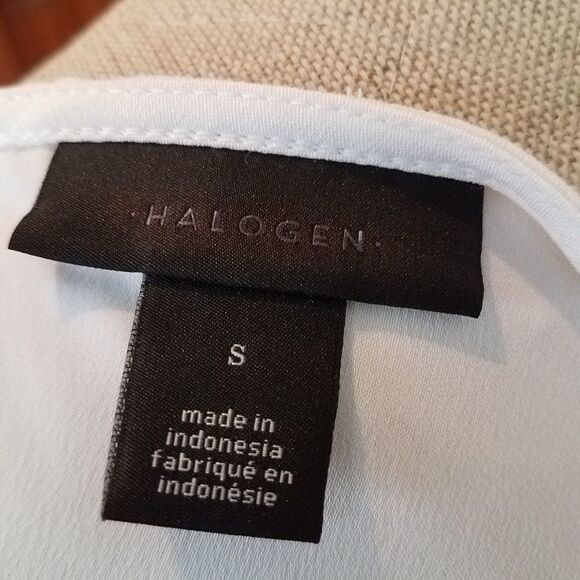 ·HALOGEN·
S
made in
indonesia
fabriqué en
indonésie